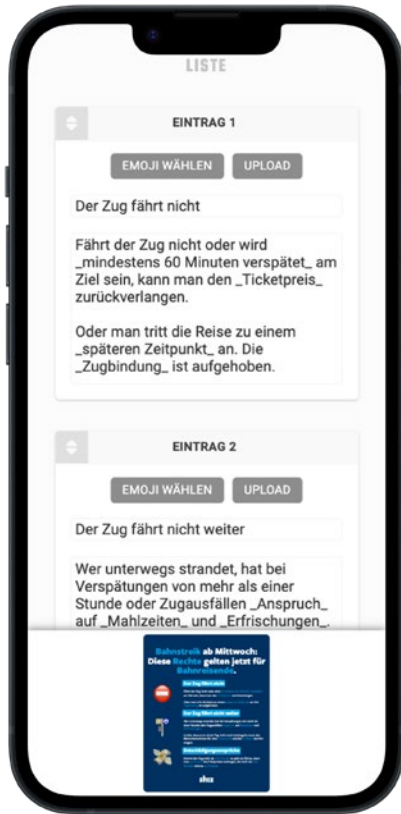 LISTE
EINTRAG 1
EMOJI WÄHLEN UPLOAD
Der Zug fährt nicht
Fährt der Zug nicht oder wird
_mindestens 60 Minuten verspätet_ am
Ziel sein, kann man den _Ticketpreis_
zurückverlangen.
Oder man tritt die Reise zu einem
_späteren Zeitpunkt_ an. Die
_Zugbindung_ ist aufgehoben.
EINTRAG 2
EMOJI WÄHLEN UPLOAD
Der Zug fährt nicht weiter
Wer unterwegs strandet, hat bei
Verspätungen von mehr als einer
Stunde oder Zugausfällen _Anspruch_
auf _Mahlzeiten_ und _Erfrischungen_.
Bahnstreik ab Mittwoch:
Diese Rechte gelten jetzt für
Bahnreisende.
Der Zug fährt nicht
Der Zug fährt nicht weiter
Entschädigungsansprüche
shz